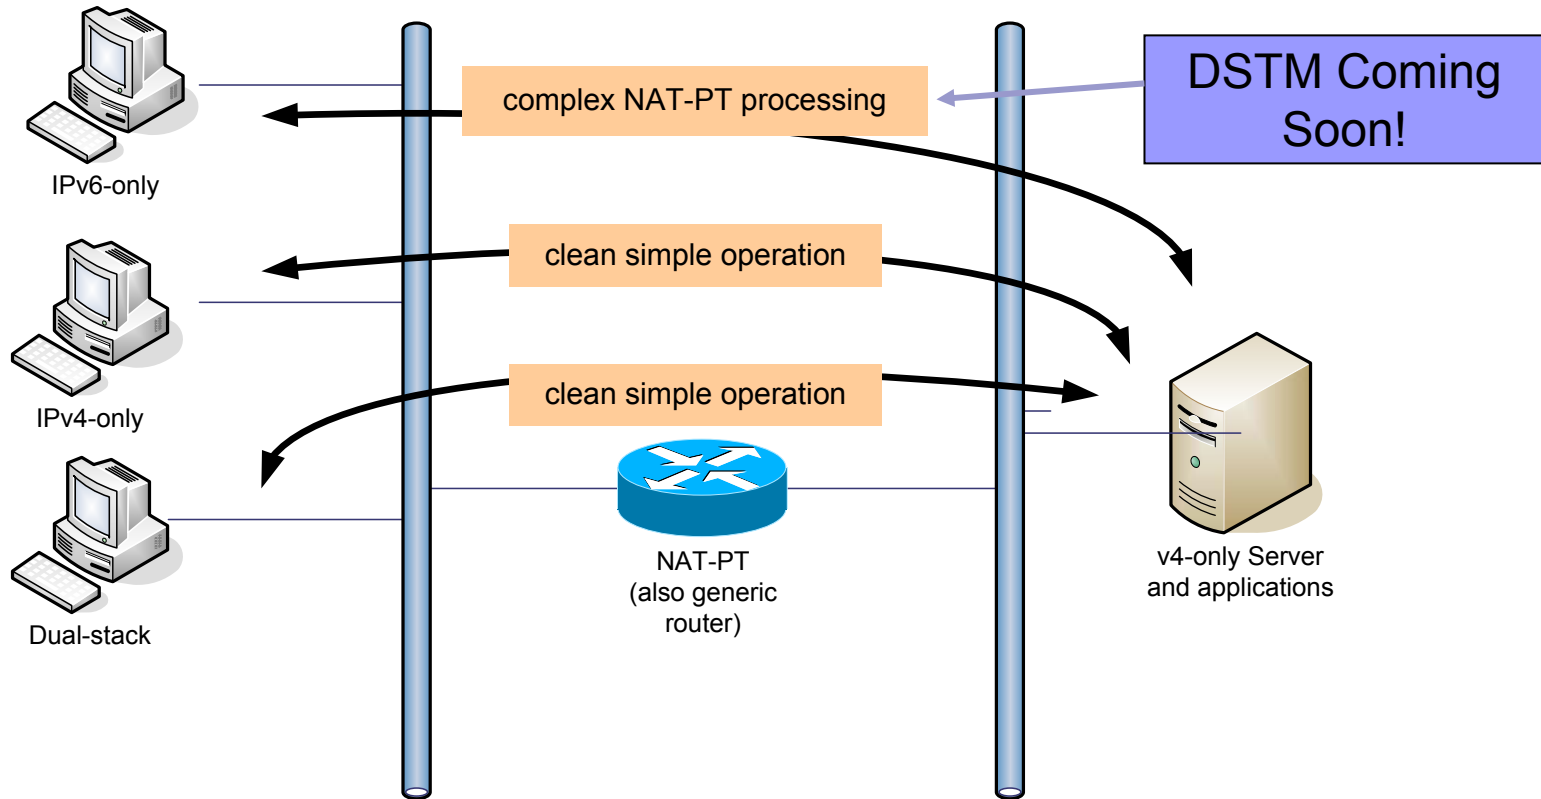 DSTM Coming
Soon!
complex NAT-PT processing
IPv6-only
clean simple operation
IPv4-only
clean simple operation
NAT-PT
(also generic
router)
v4-only Server
and applications
Dual-stack